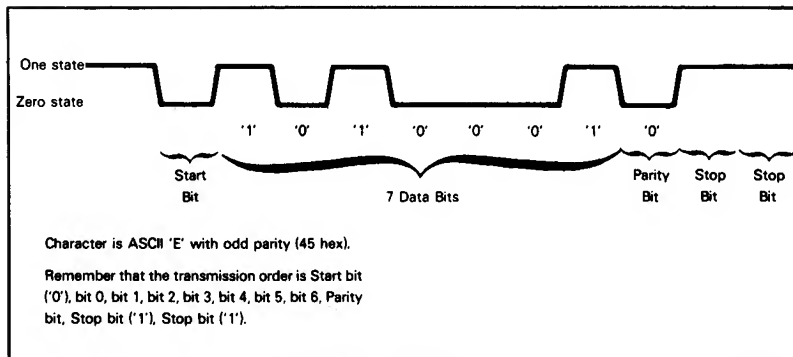 One state
Zero state
'1' '0' '1' '0' '0' '0' '1' '0'
Start Bit
7 Data Bits
Parity Bit
Stop Bit
Stop Bit
Character is ASCII 'E' with odd parity (45 hex).
Remember that the transmission order is Start bit
('0'), bit 0, bit 1, bit 2, bit 3, bit 4, bit 5, bit 6, Parity
bit, Stop bit ('1'), Stop bit ('1').